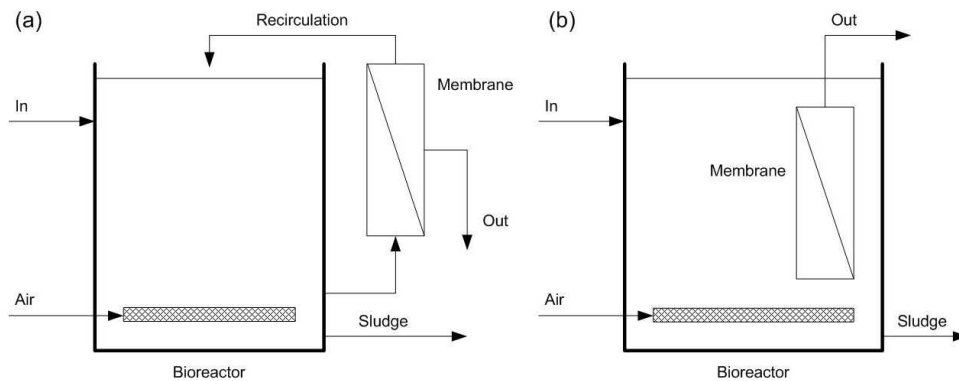 (a)
Recirculation
Membrane
In
Out
Air
Sludge
Bioreactor
(b)
Out
In
Membrane
Air
Sludge
Bioreactor